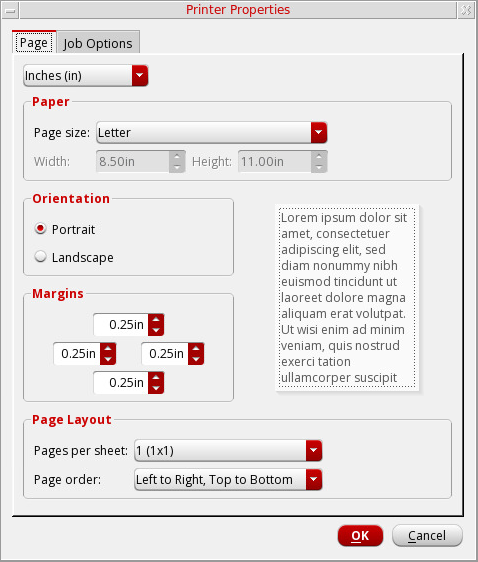 Printer Properties
Page
Job Options
Inches (in)
Paper
Page size: Letter
Width: 8.50in Height: 11.00in
Orientation
Portrait
Landscape
Lorem ipsum dolor sit
amet, consectetuer
adipiscing elit, sed
diam nonummy nibh
euismod tincidunt ut
laoreet dolore magna
aliquam erat volutpat.
Ut wisi enim ad minim
veniam, quis nostrud
exerci tation
ullamcorper suscipit
Margins
0.25in
0.25in 0.25in
0.25in
Page Layout
Pages per sheet: 1 (1x1)
Page order: Left to Right, Top to Bottom
OK Cancel